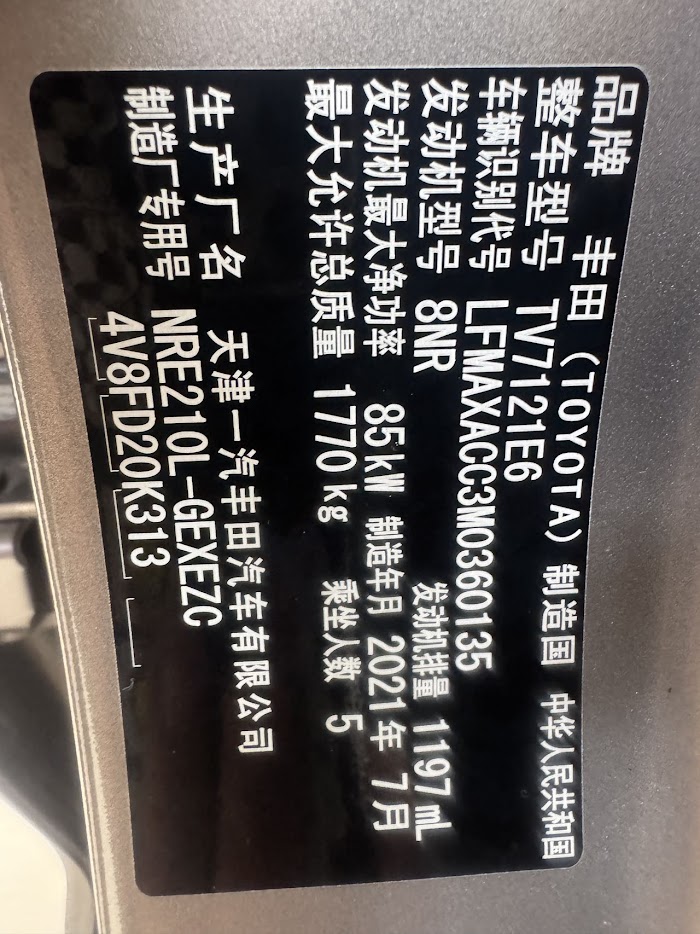 品牌 丰田（TOYOTA） 制造国 中华人民共和国
整车型号 TV7121E6
车辆识别代号 LFMAXACC3M0360135
发动机型号 8NR 发动机排量 1197 mL
发动机最大净功率 85 kW 制造年月 2021年 7月
最大允许总质量 1770 kg 乘坐人数 5
生产厂名 天津一汽丰田汽车有限公司
制造厂专用号 NRE210L-GEXEZC
4V8FD20K313